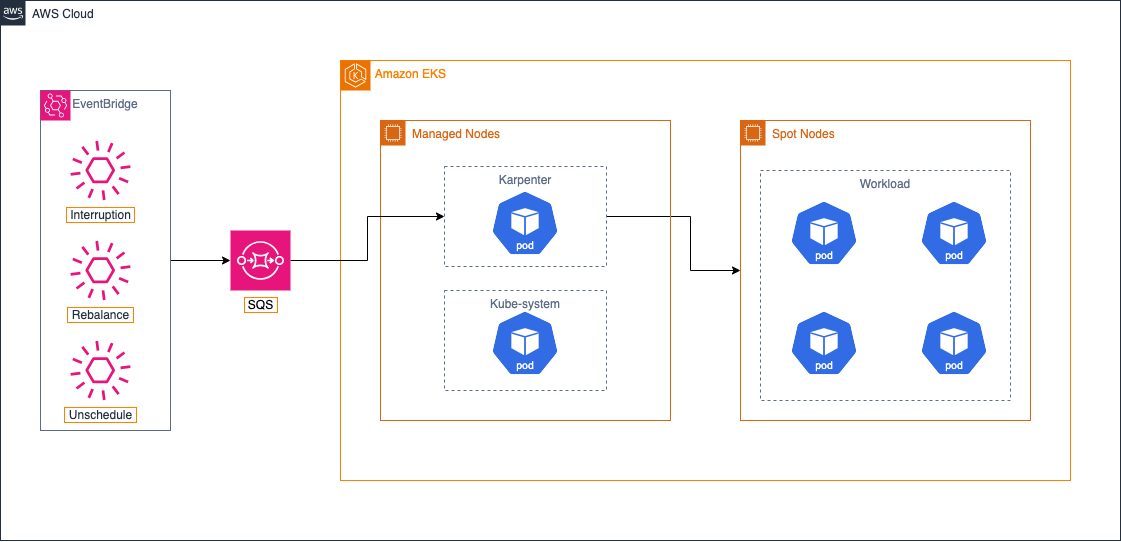 aws
AWS Cloud
Amazon EKS
EventBridge
Interruption
Rebalance
Unschedule
SQS
Managed Nodes
Karpenter
pod
Kube-system
pod
Spot Nodes
Workload
pod
pod
pod
pod